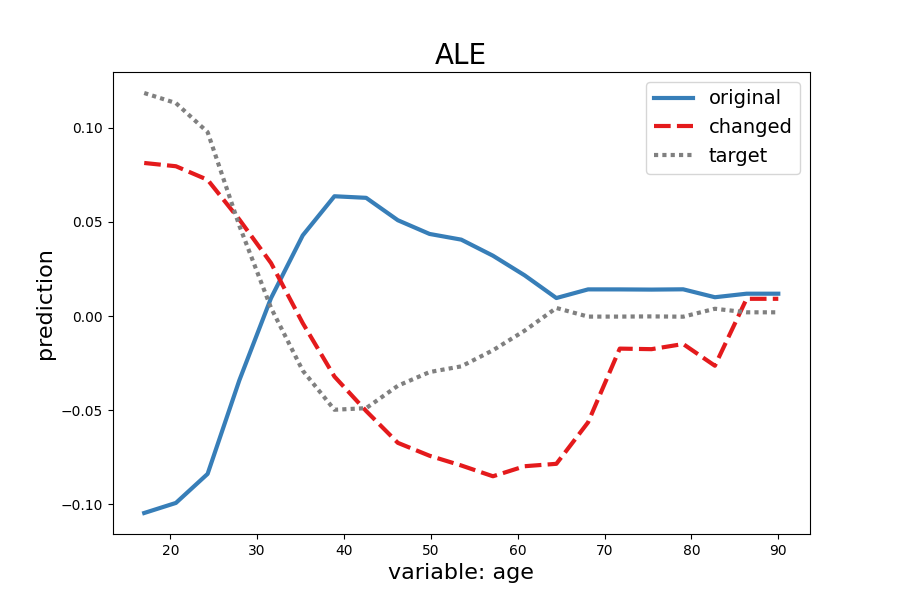 ALE
original
changed
target
prediction
0.10
0.05
0.00
−0.05
−0.10
20 30 40 50 60 70 80 90
variable: age